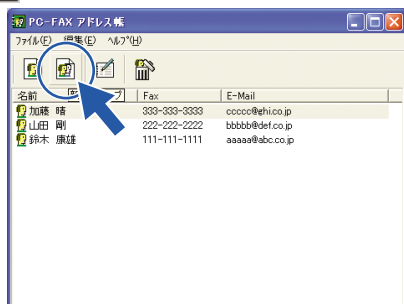 PC-FAX アドレス帳
ファイル(F) 編集(E) ヘルプ(H)
名前 Fax E-Mail
加藤 晴 333-333-3333 ccccc@ghi.co.jp
山田 剛 222-222-2222 bbbbb@def.co.jp
鈴木 康雄 111-111-1111 aaaaa@abc.co.jp